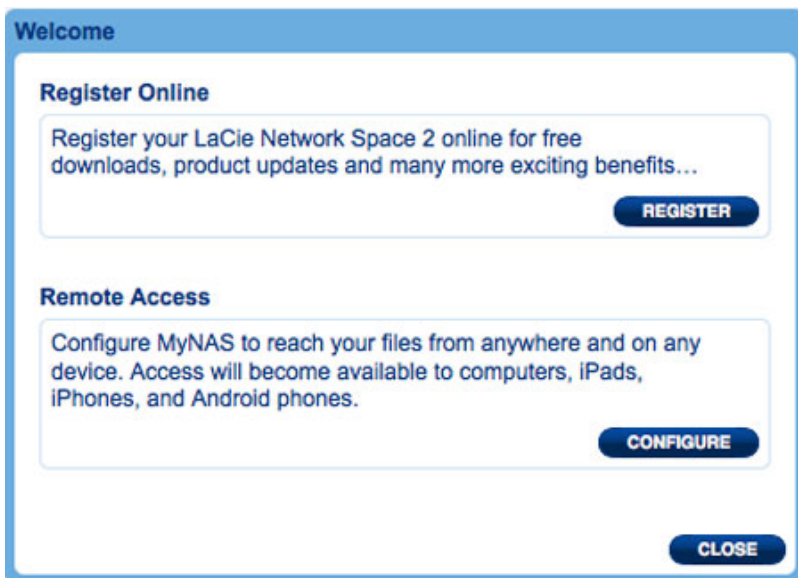 Welcome
Register Online
Register your LaCie Network Space 2 online for free
downloads, product updates and many more exciting benefits…
REGISTER
Remote Access
Configure MyNAS to reach your files from anywhere and on any
device. Access will become available to computers, iPads,
iPhones, and Android phones.
CONFIGURE
CLOSE